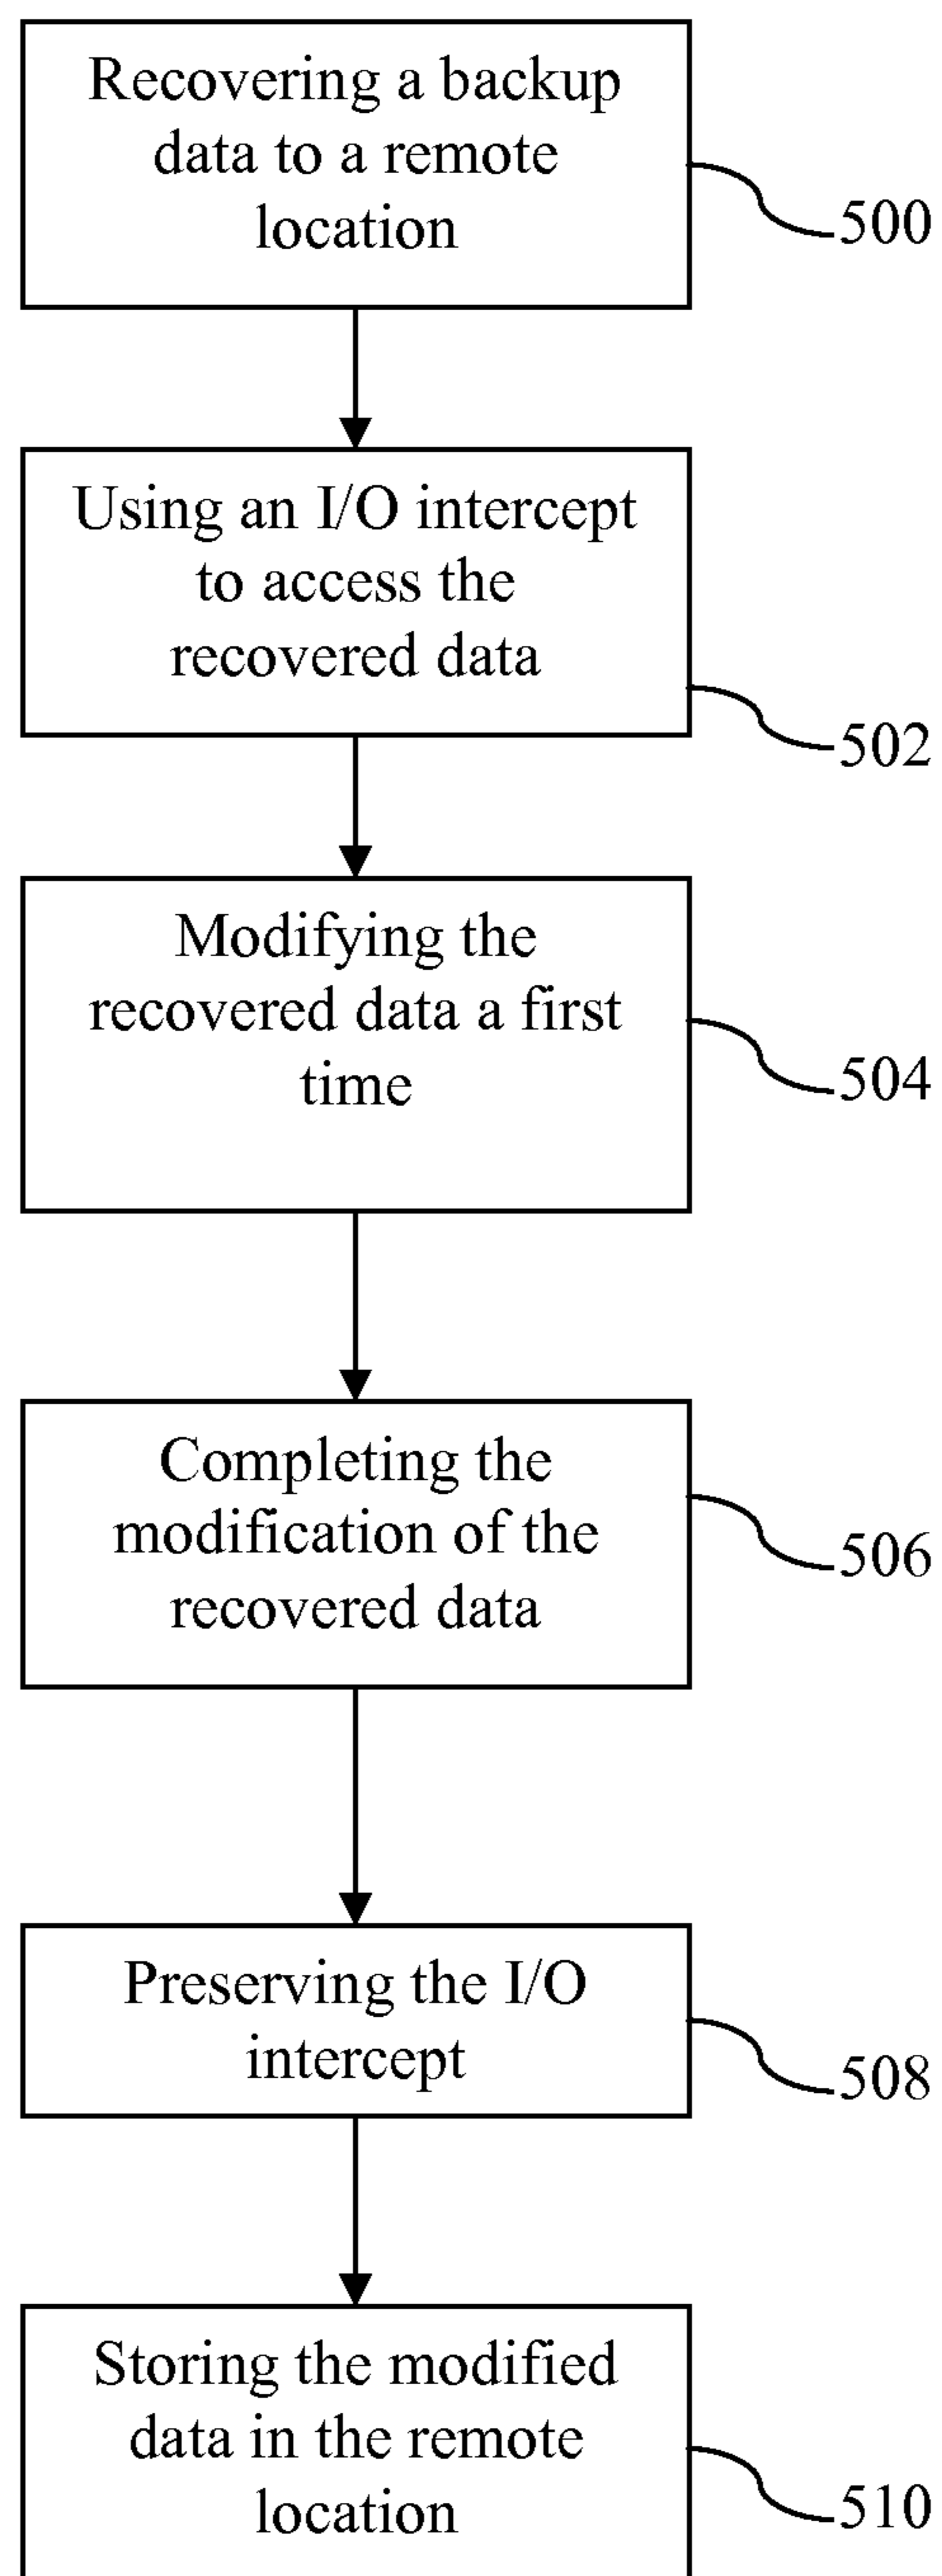 Recovering a backup
data to a remote
location
500
Using an I/O intercept
to access the
recovered data
502
Modifying the
recovered data a first
time
504
Completing the
modification of the
recovered data
506
Preserving the I/O
intercept
508
Storing the modified
data in the remote
location
510